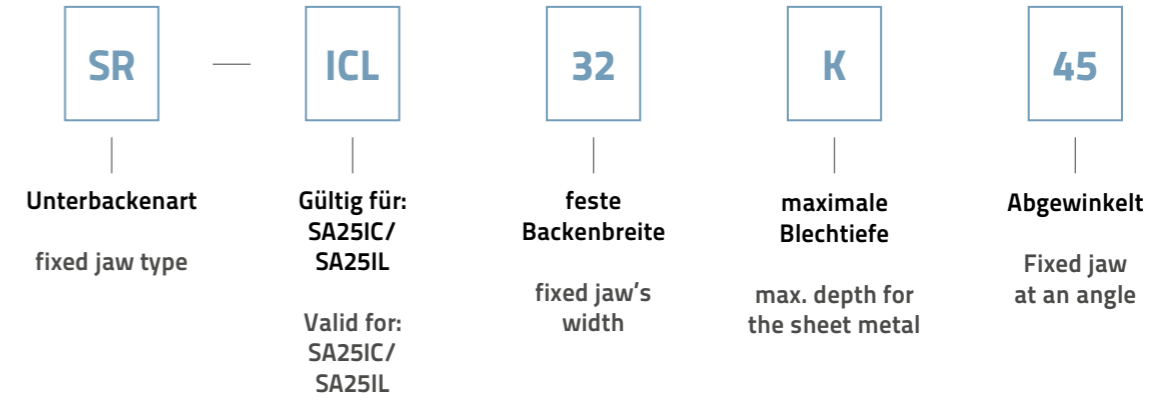 SR — ICL 32 K 45
Unterbackenart
fixed jaw type
Gültig für:
SA25IC/
SA25IL
Valid for:
SA25IC/
SA25IL
feste
Backenbreite
fixed jaw's
width
maximale
Blechtiefe
max. depth for
the sheet metal
Abgewinkelt
Fixed jaw
at an angle